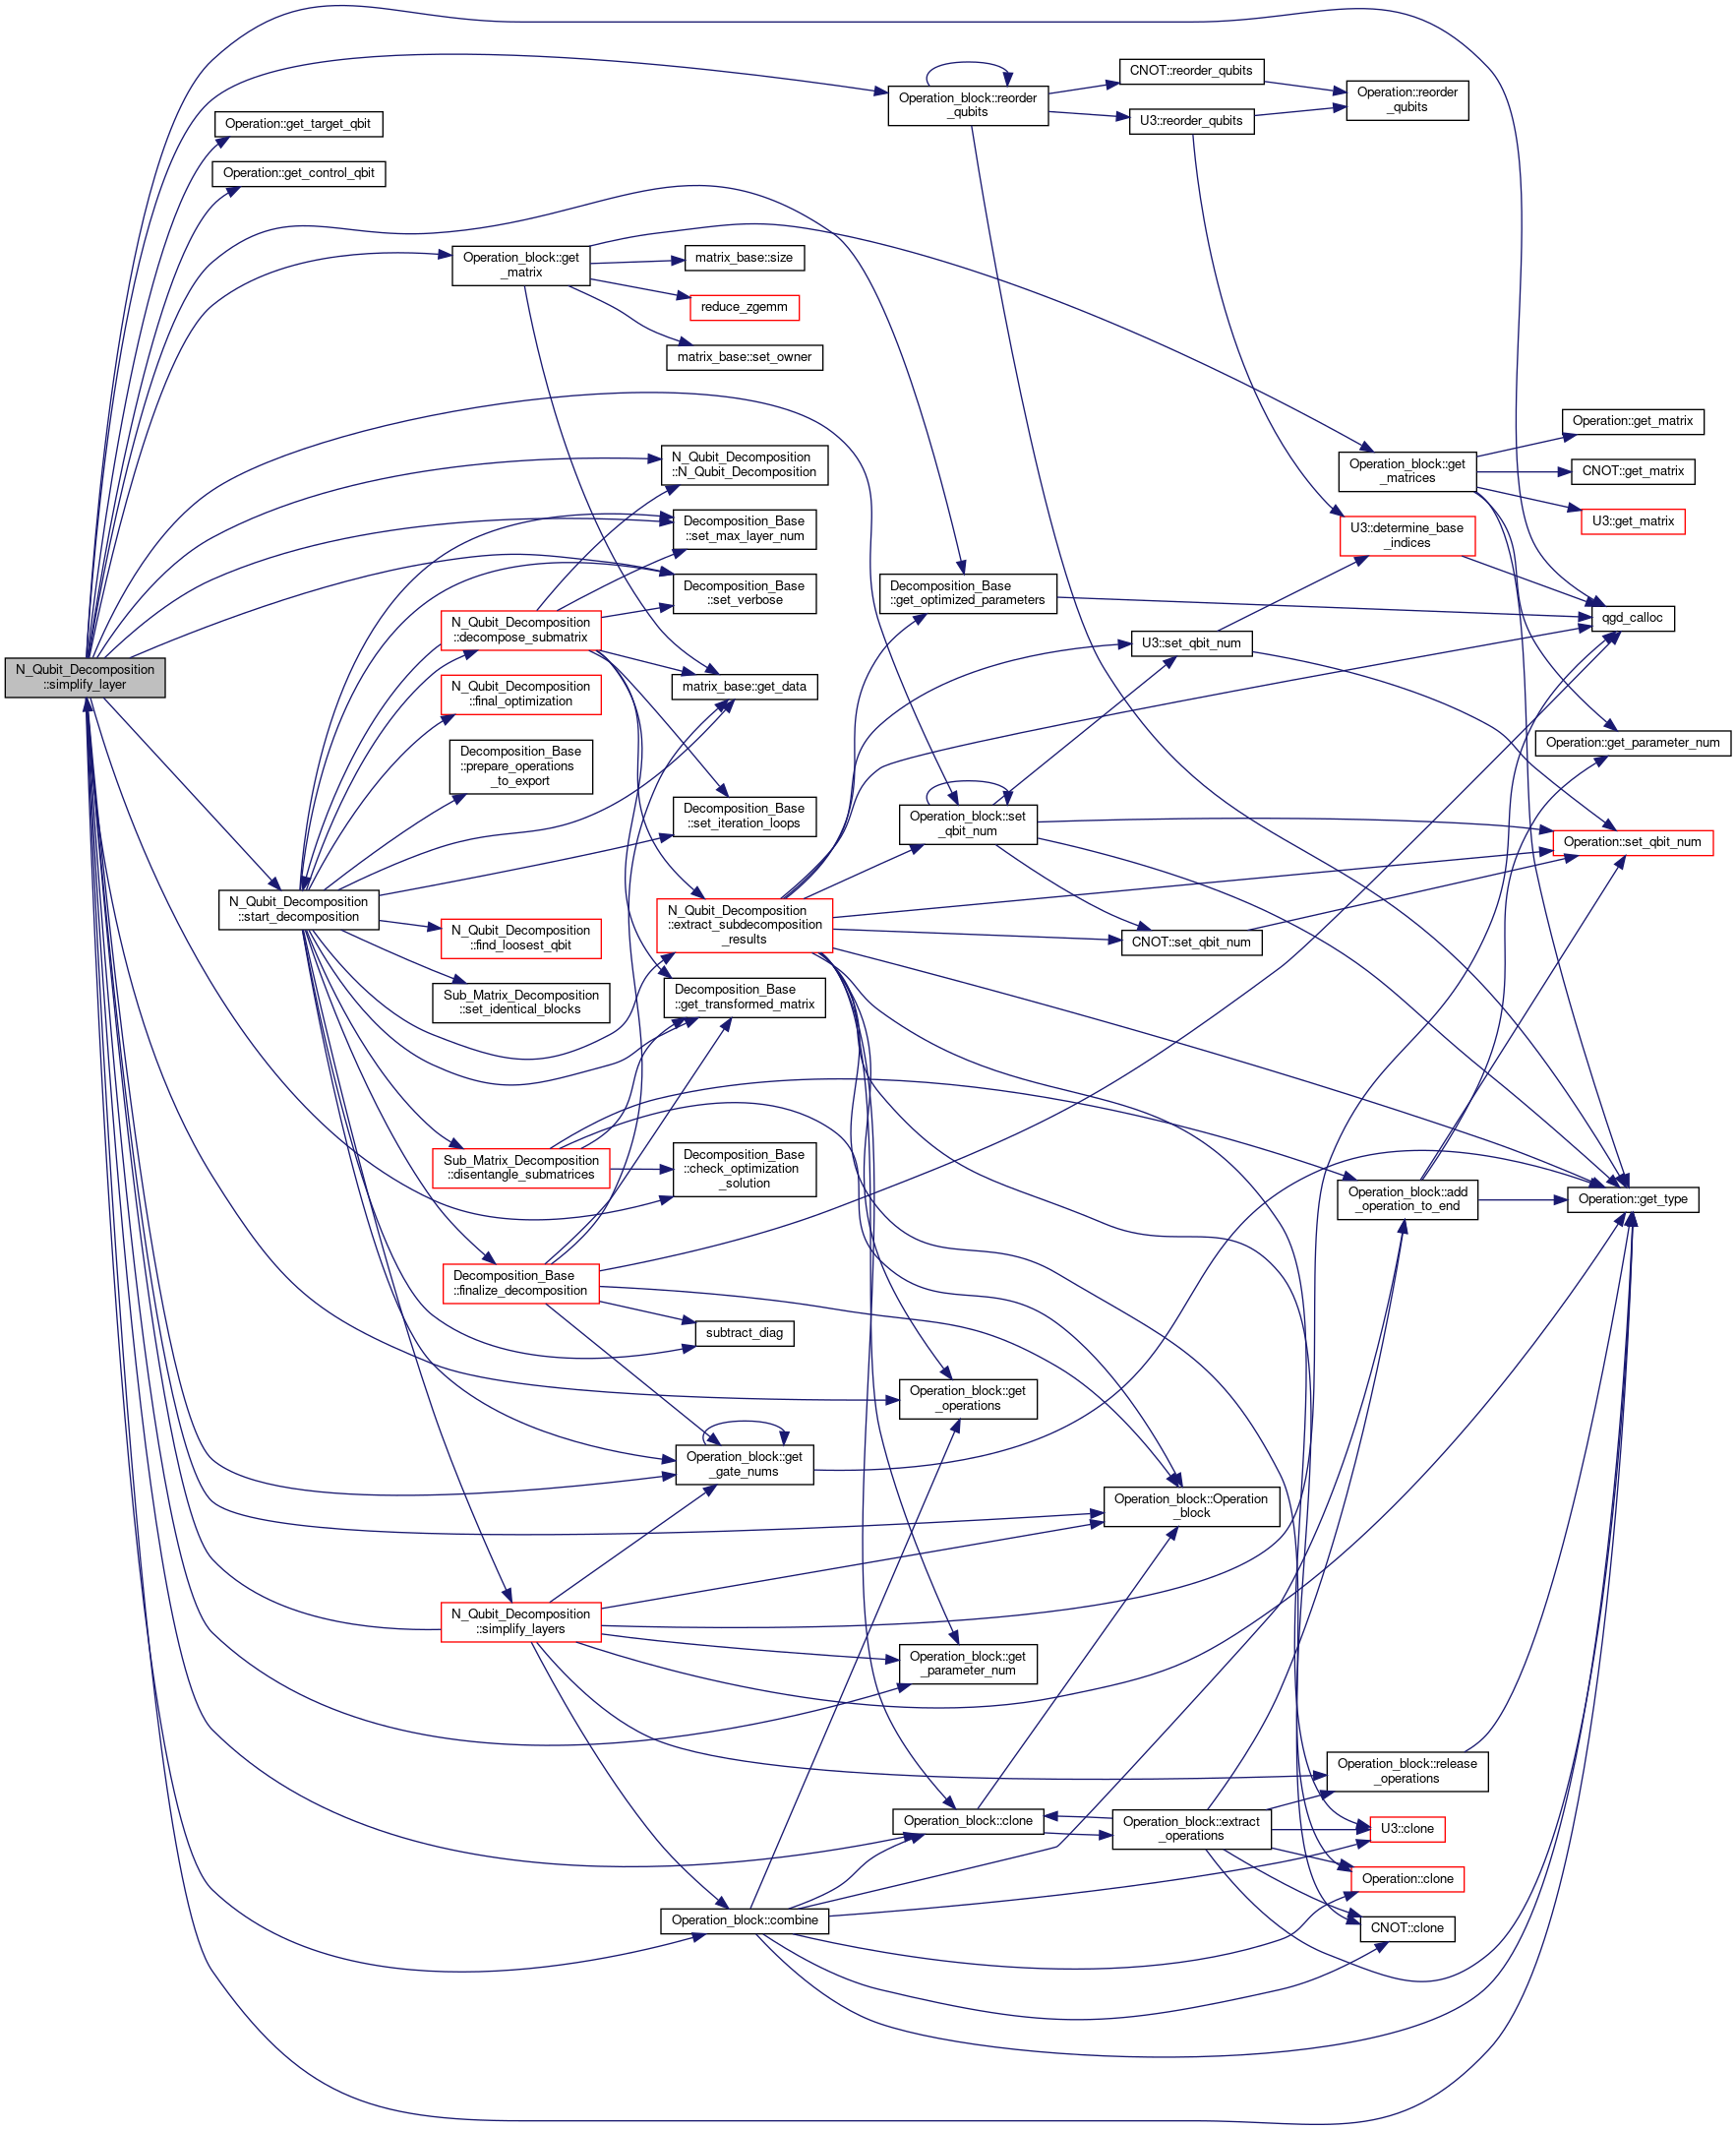 N_Qubit_Decomposition
::simplify_layer
Operation::get_target_qbit
Operation::get_control_qbit
Operation_block::get
_matrix
N_Qubit_Decomposition
::decompose_submatrix
N_Qubit_Decomposition
::final_optimization
Decomposition_Base
::prepare_operations
_to_export
N_Qubit_Decomposition
::start_decomposition
N_Qubit_Decomposition
::find_loosest_qbit
Sub_Matrix_Decomposition
::set_identical_blocks
Sub_Matrix_Decomposition
::disentangle_submatrices
Decomposition_Base
::finalize_decomposition
N_Qubit_Decomposition
::simplify_layers
matrix_base::size
reduce_zgemm
matrix_base::set_owner
N_Qubit_Decomposition
::N_Qubit_Decomposition
Decomposition_Base
::set_max_layer_num
Decomposition_Base
::set_verbose
matrix_base::get_data
Decomposition_Base
::set_iteration_loops
N_Qubit_Decomposition
::extract_subdecomposition
_results
Decomposition_Base
::get_transformed_matrix
Decomposition_Base
::check_optimization
_solution
subtract_diag
Operation_block::get
_gate_nums
Operation_block::combine
Operation_block::reorder
_qubits
Decomposition_Base
::get_optimized_parameters
Operation_block::set
_qbit_num
Operation_block::get
_operations
Operation_block::get
_parameter_num
Operation_block::clone
CNOT::reorder_qubits
U3::reorder_qubits
U3::set_qbit_num
CNOT::set_qbit_num
Operation_block::Operation
_block
Operation_block::extract
_operations
Operation::reorder
_qubits
Operation_block::get
_matrices
U3::determine_base
_indices
Operation_block::add
_operation_to_end
Operation_block::release
_operations
U3::clone
Operation::clone
CNOT::clone
Operation::get_matrix
CNOT::get_matrix
U3::get_matrix
qgd_calloc
Operation::get_parameter_num
Operation::set_qbit_num
Operation::get_type